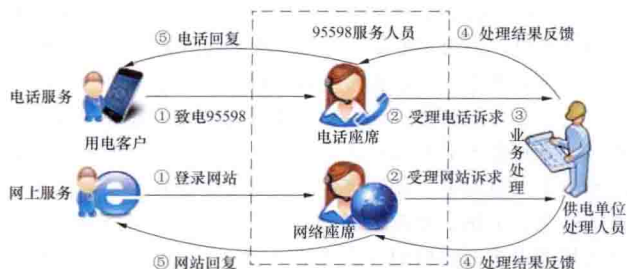 ⑤ 电话回复
95598服务人员
④ 处理结果反馈
电话服务
① 致电95598
② 受理电话诉求
③
业务处理
用电客户
电话座席
网上服务
① 登录网站
② 受理网站诉求
网络座席
供电单位
处理人员
⑤ 网站回复
④ 处理结果反馈